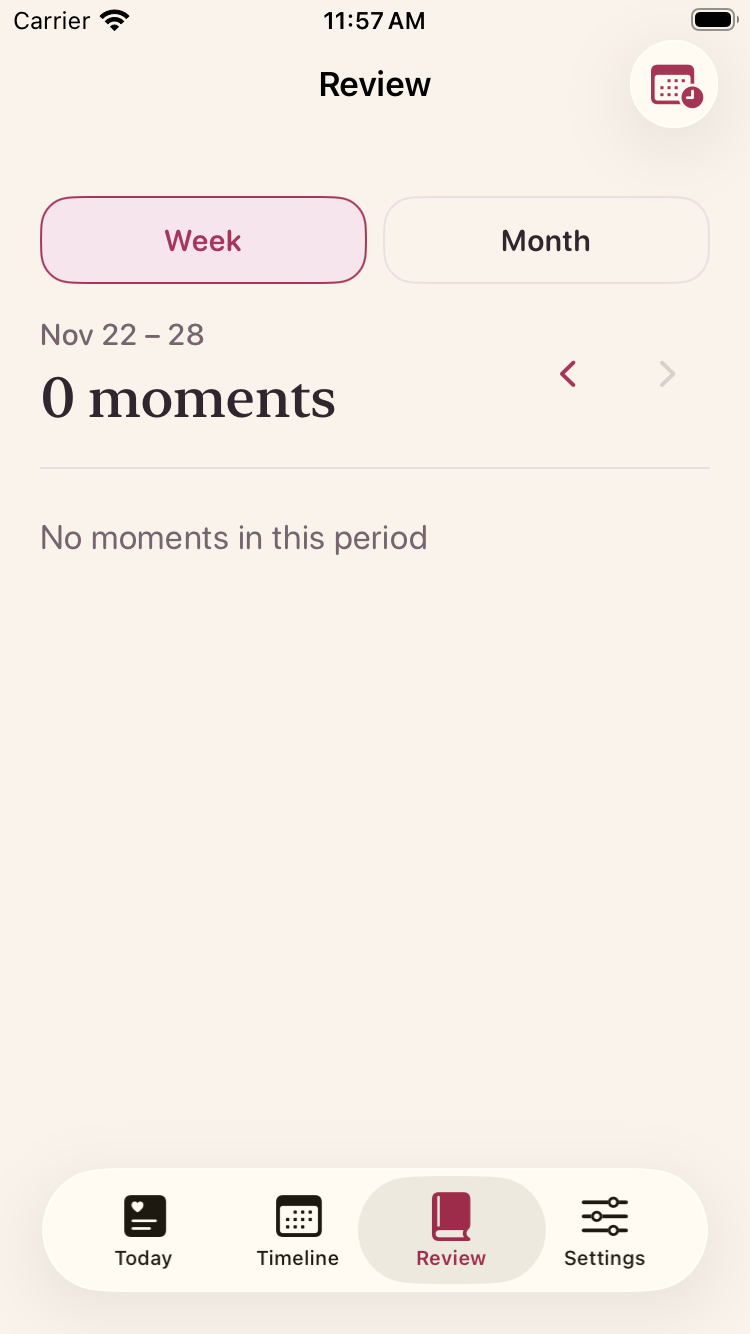 Carrier 11:57 AM
Review
Week Month
Nov 22 – 28
0 moments
No moments in this period
Today Timeline Review Settings